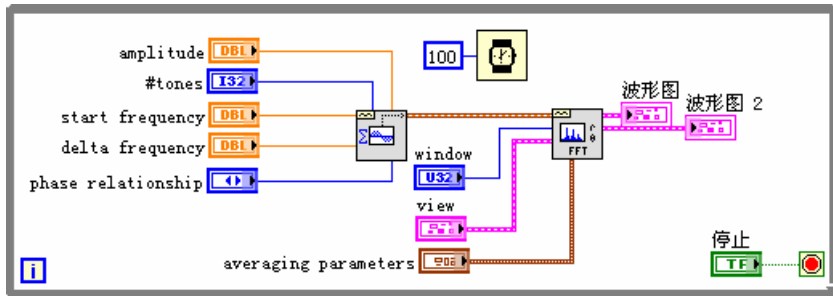 amplitude DBL
#tones I32
start frequency DBL
delta frequency DBL
phase relationship
100
FFT
window
U32
view
averaging parameters
波形图
波形图 2
停止
TF
i